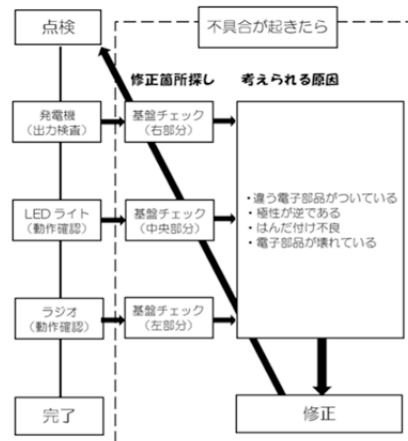 点検
不具合が起きたら
修正箇所探し
考えられる原因
発電機
(出力検査)
基盤チェック
(右部分)
・違う電子部品がついている
・極性が逆である
・はんだ付け不良
・電子部品が壊れている
LEDライト
(動作確認)
基盤チェック
(中央部分)
ラジオ
(動作確認)
基盤チェック
(左部分)
完了
修正